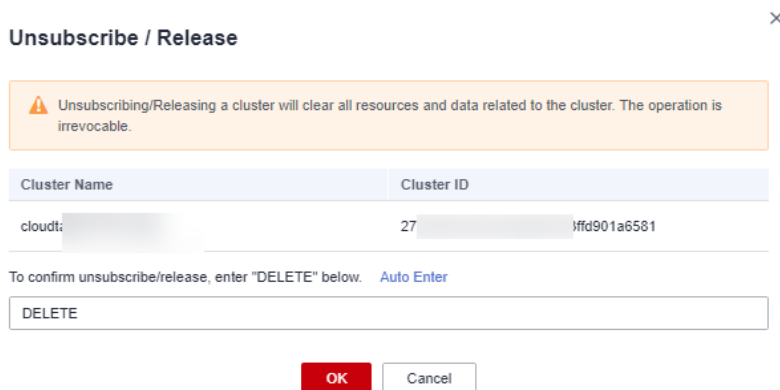 Unsubscribe / Release
Unsubscribing/Releasing a cluster will clear all resources and data related to the cluster. The operation is
irrevocable.
Cluster Name Cluster ID
cloudta 27 ffd901a6581
To confirm unsubscribe/release, enter "DELETE" below. Auto Enter
DELETE
OK Cancel